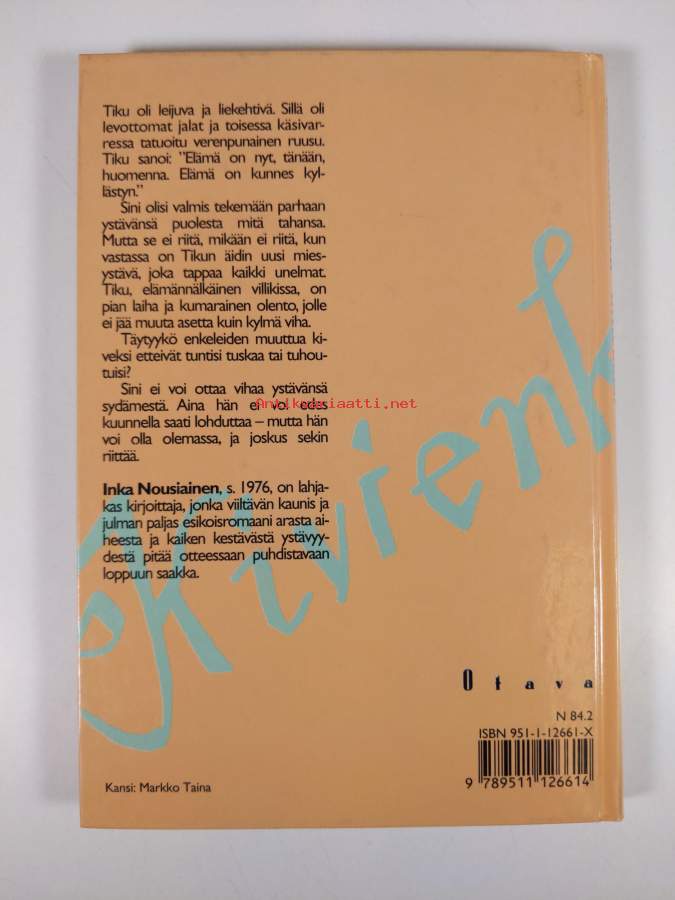 Tiku oli leijuva ja liekehtivä. Sillä oli
levottomat jalat ja toisessa käsivar-
ressa tatuoitu verenpunainen ruusu.
Tiku sanoi: "Elämä on nyt, tänään,
huomenna. Elämä on kunnes kyl-
lästyn."
Sini olisi valmis tekemään parhaan
ystävänsä puolesta mitä tahansa.
Mutta se ei riitä, mikään ei riitä, kun
vastassa on Tikun äidin uusi mies-
ystävä, joka tappaa kaikki unelmat.
Tiku, elämännälkäinen villikissa, on
pian laiha ja kumarainen olento, jolle
ei jää muuta asetta kuin kylmä viha.
Täytyykö enkeleiden muuttua ki-
veksi etteivät tuntisi tuskaa tai tuhou-
tuisi?
Sini ei voi ottaa vihaa ystävänsä
sydämestä. Aina hän ei voi edes
kuunnella saati lohduttaa – mutta hän
voi olla olemassa, ja joskus sekin
riittää.
Antikvariaatti.net
Inka Nousiainen, s. 1976, on lahja-
kas kirjoittaja, jonka viiltävän kaunis ja
julman paljas esikoisromaani arasta ai-
heesta ja kaiken kestävästä ystävyy-
destä pitää otteessaan puhdistavaan
loppuun saakka.
Kivienk
Otava
N 84.2
ISBN 951-1-12661-X
9 789511 126614
Kansi: Markko Taina